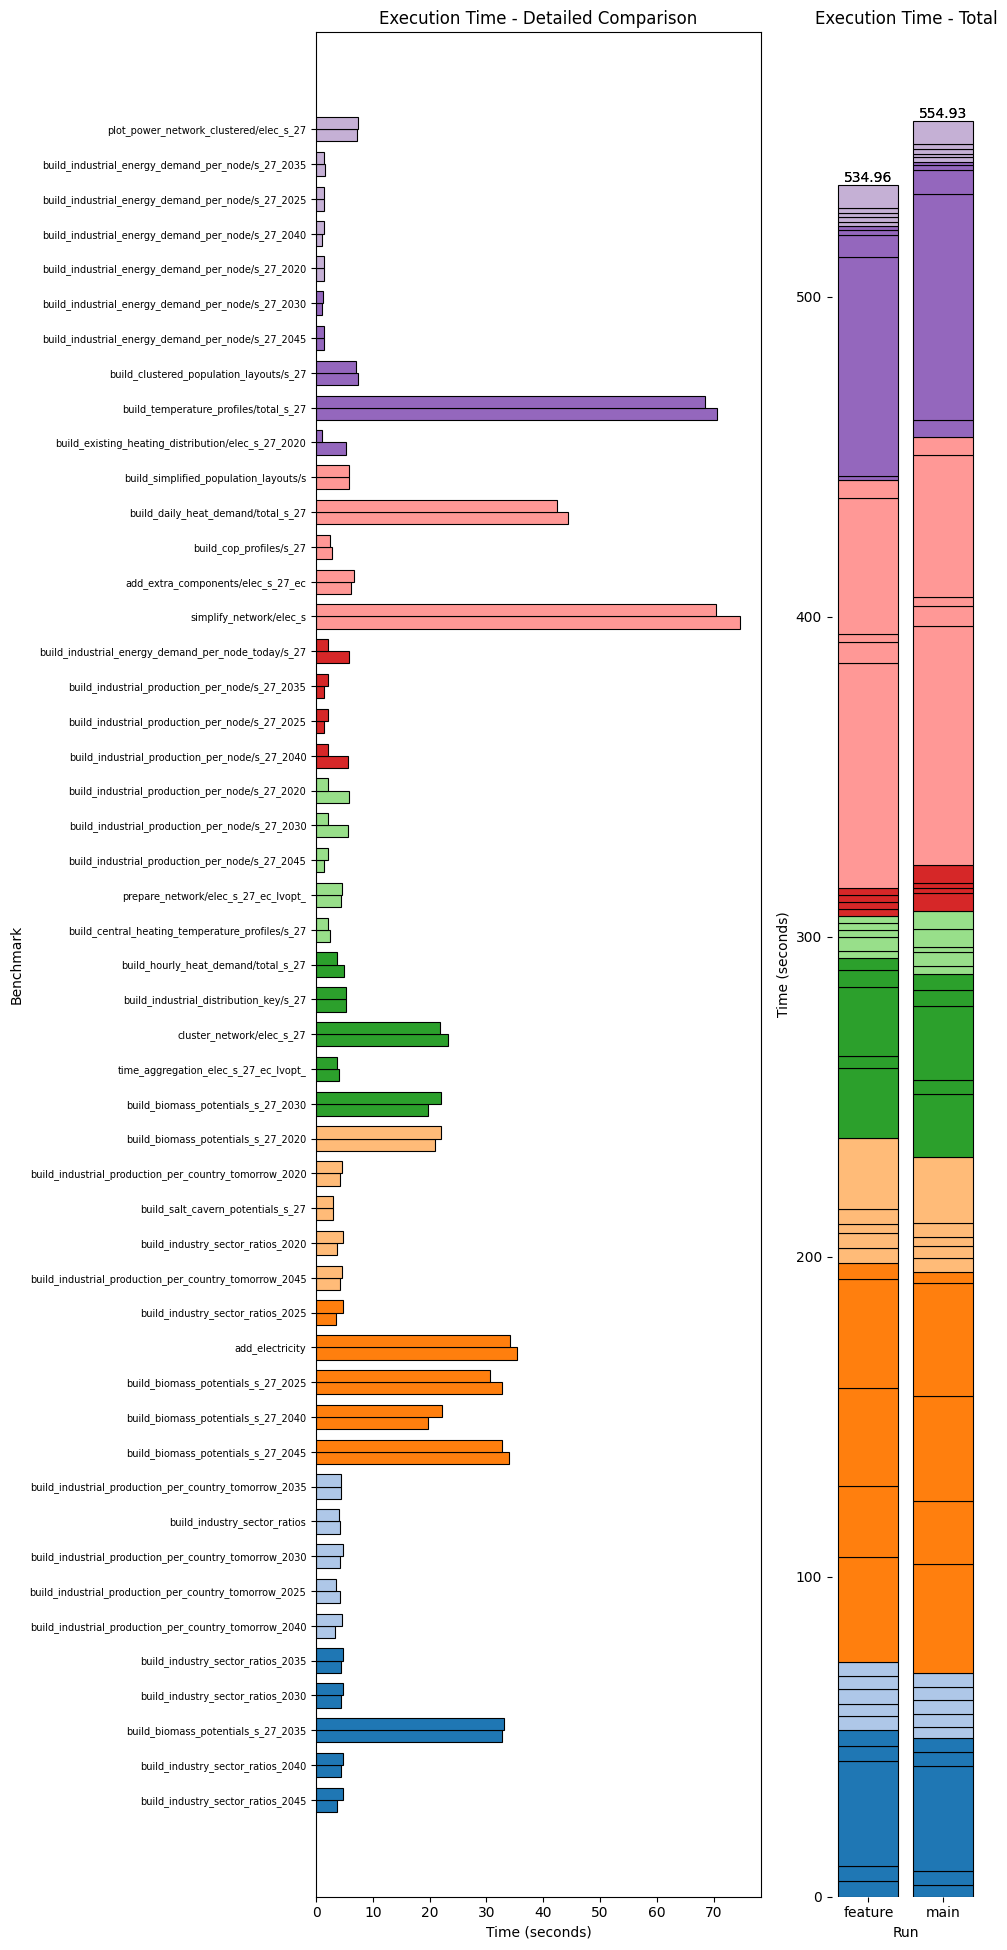 Execution Time - Detailed Comparison
Execution Time - Total
554.93
534.96
plot_power_network_clustered/elec_s_27
build_industrial_energy_demand_per_node/s_27_2035
build_industrial_energy_demand_per_node/s_27_2025
build_industrial_energy_demand_per_node/s_27_2040
build_industrial_energy_demand_per_node/s_27_2020
build_industrial_energy_demand_per_node/s_27_2030
build_industrial_energy_demand_per_node/s_27_2045
build_clustered_population_layouts/s_27
build_temperature_profiles/total_s_27
build_existing_heating_distribution/elec_s_27_2020
build_simplified_population_layouts/s
build_daily_heat_demand/total_s_27
build_cop_profiles/s_27
add_extra_components/elec_s_27_ec
simplify_network/elec_s
build_industrial_energy_demand_per_node_today/s_27
build_industrial_production_per_node/s_27_2035
build_industrial_production_per_node/s_27_2025
build_industrial_production_per_node/s_27_2040
build_industrial_production_per_node/s_27_2020
build_industrial_production_per_node/s_27_2030
build_industrial_production_per_node/s_27_2045
prepare_network/elec_s_27_ec_lvopt_
build_central_heating_temperature_profiles/s_27
build_hourly_heat_demand/total_s_27
build_industrial_distribution_key/s_27
cluster_network/elec_s_27
time_aggregation_elec_s_27_ec_lvopt_
build_biomass_potentials_s_27_2030
build_biomass_potentials_s_27_2020
build_industrial_production_per_country_tomorrow_2020
build_salt_cavern_potentials_s_27
build_industry_sector_ratios_2020
build_industrial_production_per_country_tomorrow_2045
build_industry_sector_ratios_2025
add_electricity
build_biomass_potentials_s_27_2025
build_biomass_potentials_s_27_2040
build_biomass_potentials_s_27_2045
build_industrial_production_per_country_tomorrow_2035
build_industry_sector_ratios
build_industrial_production_per_country_tomorrow_2030
build_industrial_production_per_country_tomorrow_2025
build_industrial_production_per_country_tomorrow_2040
build_industry_sector_ratios_2035
build_industry_sector_ratios_2030
build_biomass_potentials_s_27_2035
build_industry_sector_ratios_2040
build_industry_sector_ratios_2045
Benchmark
0 10 20 30 40 50 60 70
Time (seconds)
500
400
300
200
100
0
Time (seconds)
feature main
Run